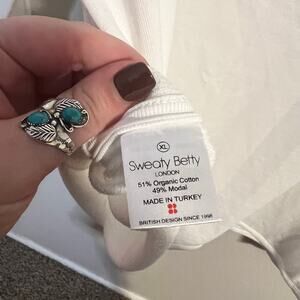 XL
Sweaty Betty
LONDON
51% Organic Cotton
49% Modal
MADE IN TURKEY
BRITISH DESIGN SINCE 1998